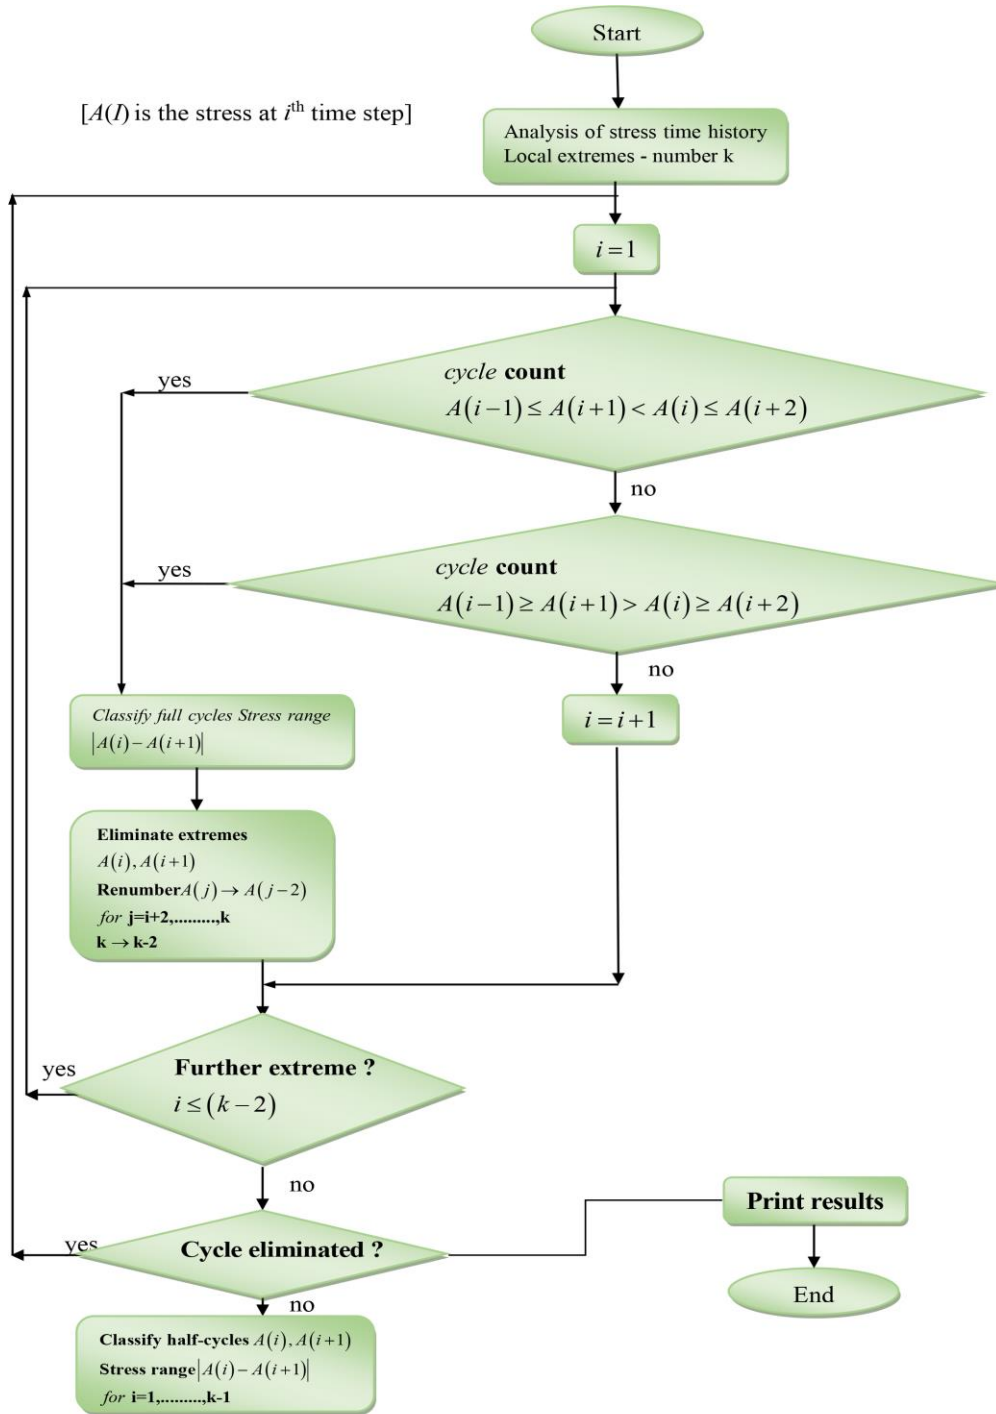 Start
[A(I) is the stress at iᵗʰ time step]
Analysis of stress time history
Local extremes - number k
i = 1
cycle count
yes
A(i−1) ≤ A(i+1) < A(i) ≤ A(i+2)
no
cycle count
yes
A(i−1) ≥ A(i+1) > A(i) ≥ A(i+2)
no
Classify full cycles Stress range
|A(i) − A(i+1)|
i = i+1
Eliminate extremes
A(i), A(i+1)
Renumber A(j) → A(j−2)
for j=i+2,.........,k
k → k-2
Further extreme ?
yes
i ≤ (k−2)
no
Print results
Cycle eliminated ?
yes
End
no
Classify half-cycles A(i), A(i+1)
Stress range |A(i) − A(i+1)|
for i=1,.........,k-1